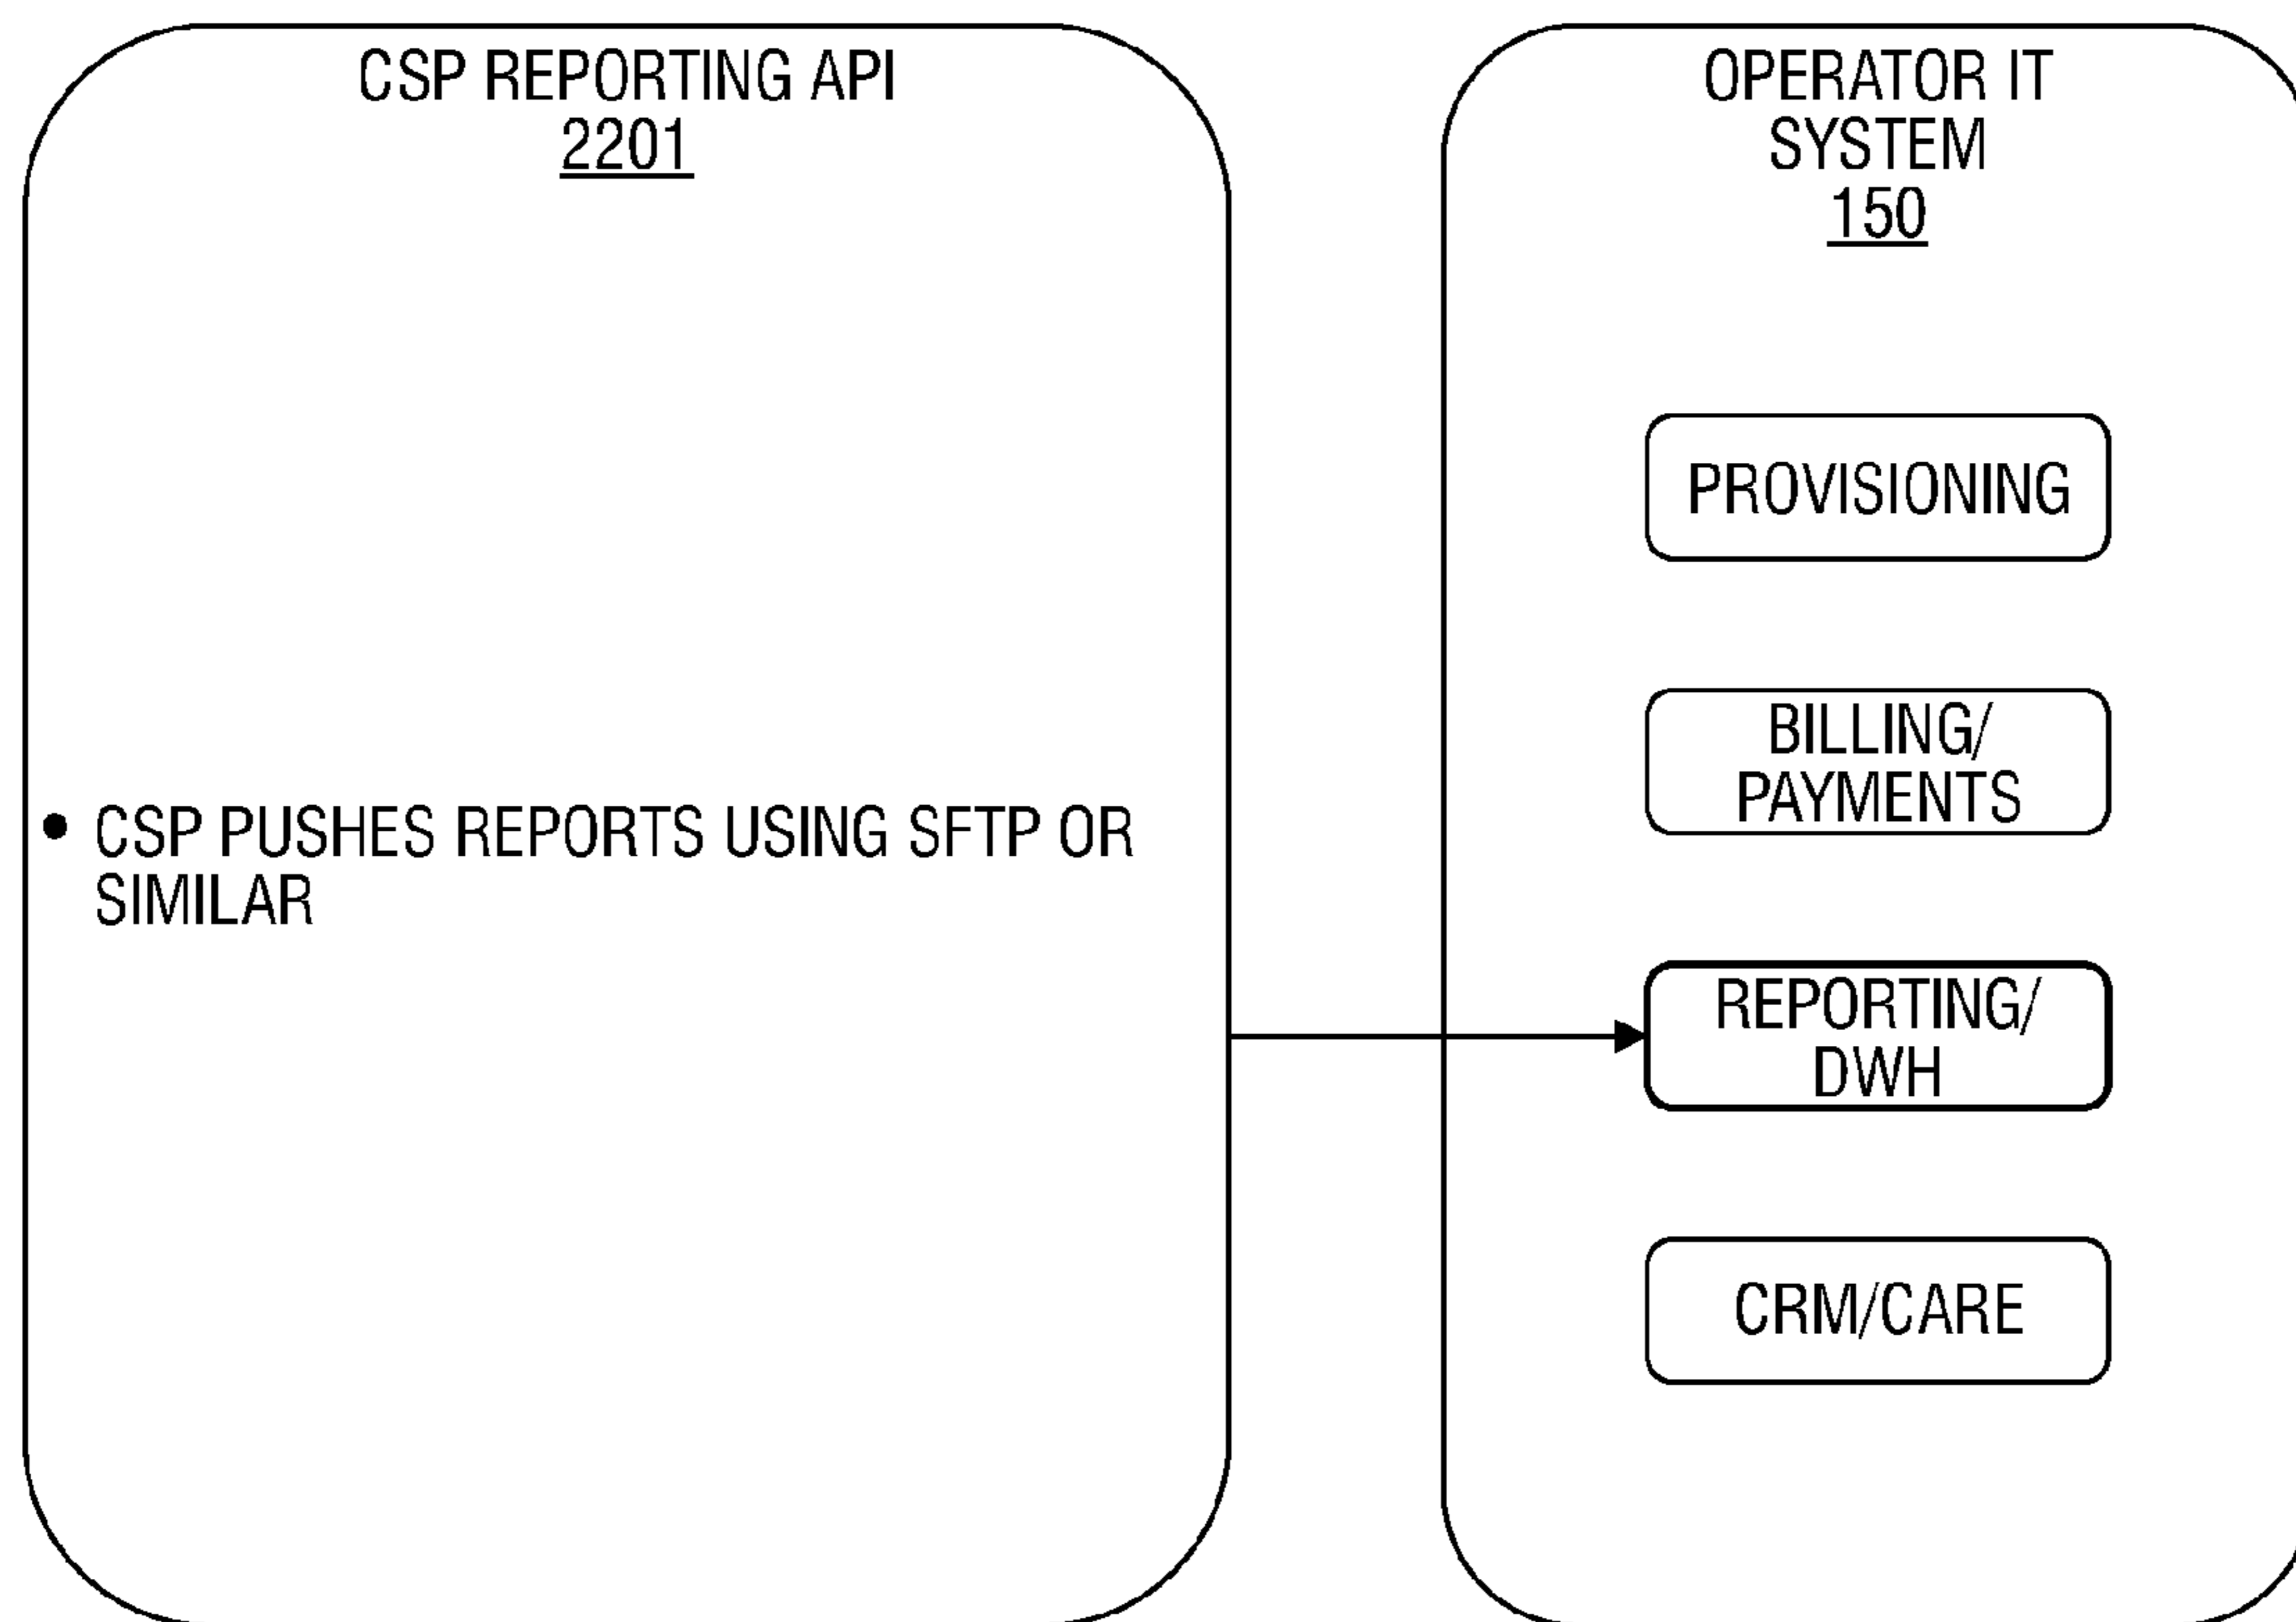 CSP REPORTING API
2201
• CSP PUSHES REPORTS USING SFTP OR
SIMILAR
OPERATOR IT
SYSTEM
150
PROVISIONING
BILLING/
PAYMENTS
REPORTING/
DWH
CRM/CARE